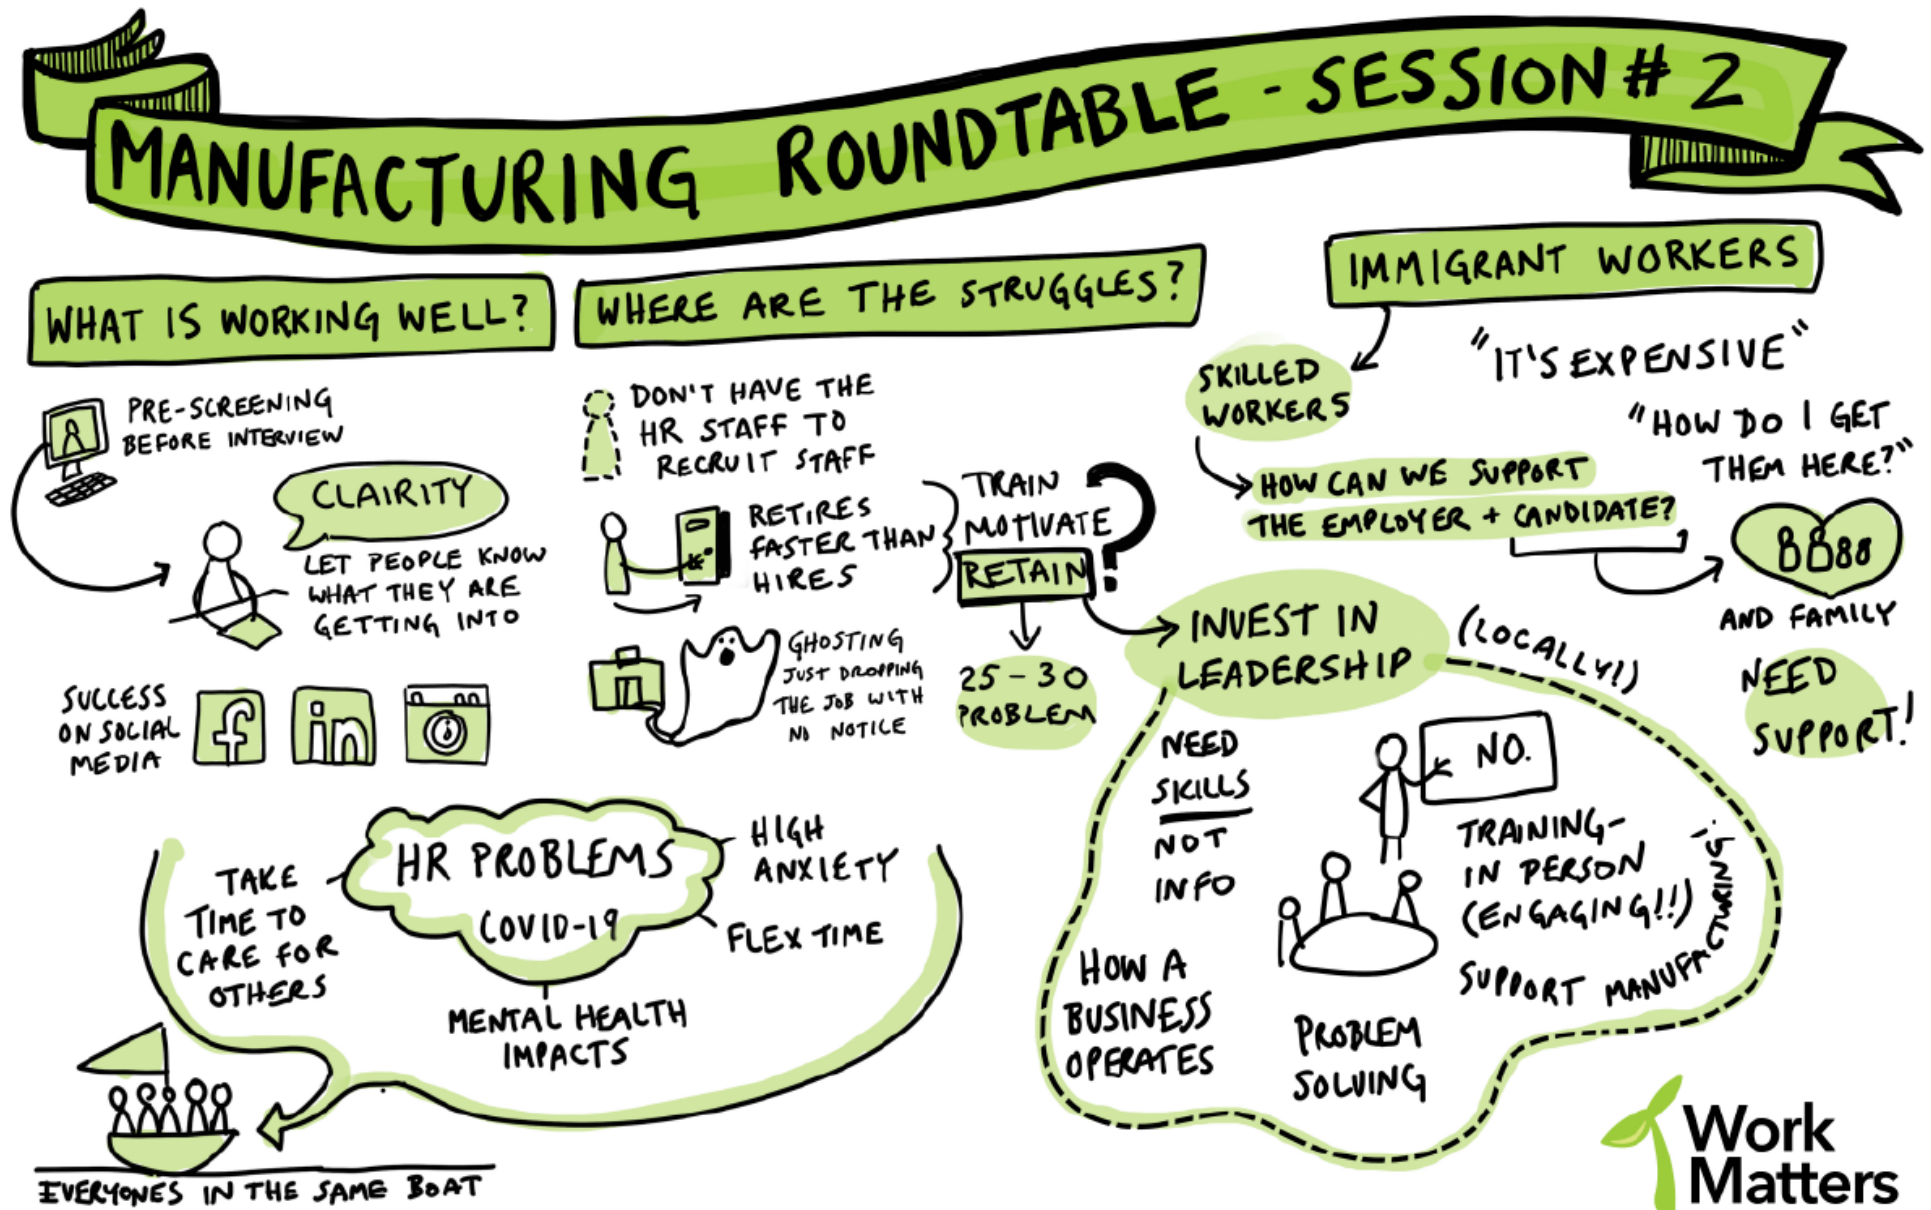 MANUFACTURING ROUNDTABLE - SESSION # 2
WHAT IS WORKING WELL?
PRE-SCREENING
BEFORE INTERVIEW
CLAIRITY
LET PEOPLE KNOW
WHAT THEY ARE
GETTING INTO
SUCCESS
ON SOCIAL
MEDIA
f
in
WHERE ARE THE STRUGGLES?
DON'T HAVE THE
HR STAFF TO
RECRUIT STAFF
RETIRES
FASTER THAN
HIRES
GHOSTING
JUST DROPPING
THE JOB WITH
NO NOTICE
TRAIN
MOTIVATE
RETAIN
?
25-30
PROBLEM
IMMIGRANT WORKERS
SKILLED
WORKERS
"IT'S EXPENSIVE"
"HOW DO I GET
THEM HERE?"
HOW CAN WE SUPPORT
THE EMPLOYER + CANDIDATE?
AND FAMILY
NEED
SUPPORT!
INVEST IN
LEADERSHIP
(LOCALLY!)
NEED
SKILLS
NOT
INFO
NO.
TRAINING-
IN PERSON
(ENGAGING!!)
SUPPORT MANUFACTURING!
HOW A
BUSINESS
OPERATES
PROBLEM
SOLVING
HR PROBLEMS
COVID-19
TAKE
TIME TO
CARE FOR
OTHERS
HIGH
ANXIETY
FLEX TIME
MENTAL HEALTH
IMPACTS
EVERYONES IN THE SAME BOAT
Work
Matters